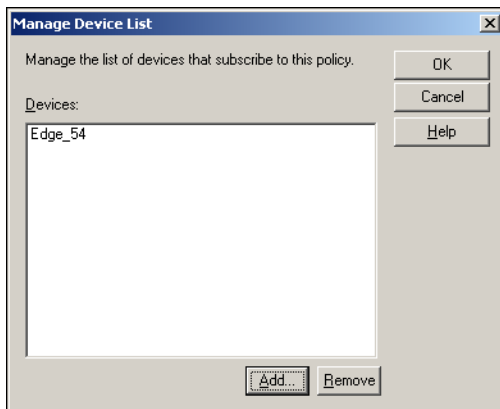 Manage Device List
Manage the list of devices that subscribe to this policy.
OK
Cancel
Help
Devices:
Edge_54
Add...
Remove